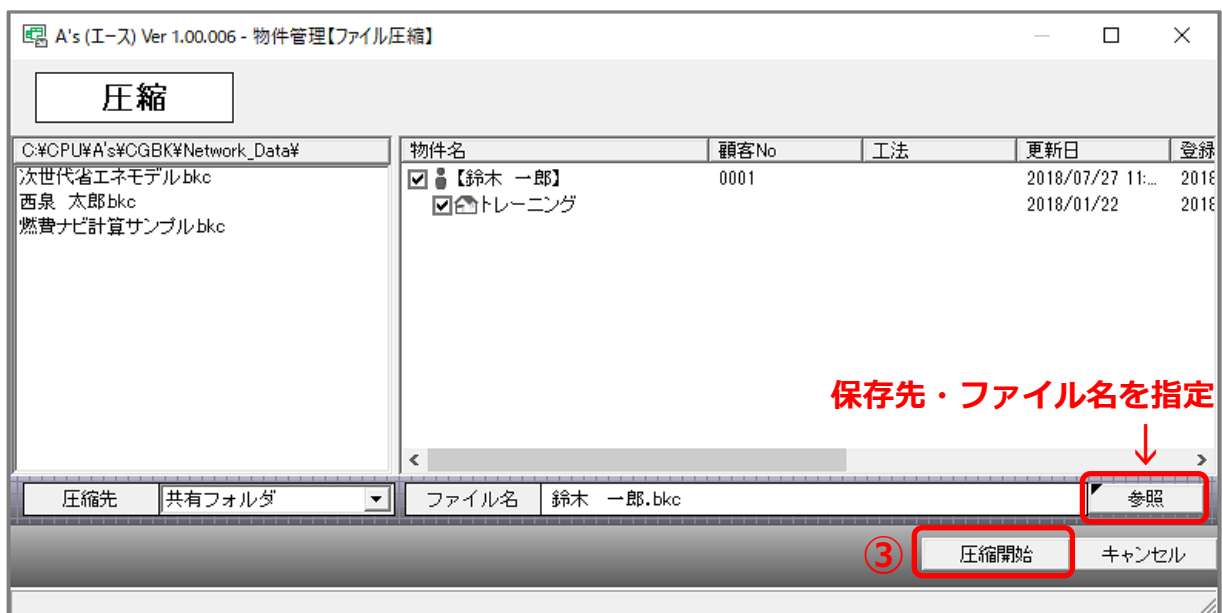 A's (エース) Ver 1.00.006 - 物件管理【ファイル圧縮】
圧縮
C:¥CPU¥A's¥CGBK¥Network_Data¥
次世代省エネモデル.bkc
西泉 太郎.bkc
燃費ナビ計算サンプル.bkc
物件名 顧客No 工法 更新日 登録
【鈴木 一郎】 0001 2018/07/27 11:... 2018
トレーニング 2018/01/22 2018
保存先・ファイル名を指定
↓
圧縮先 共有フォルダ ファイル名 鈴木 一郎.bkc 参照
③ 圧縮開始 キャンセル